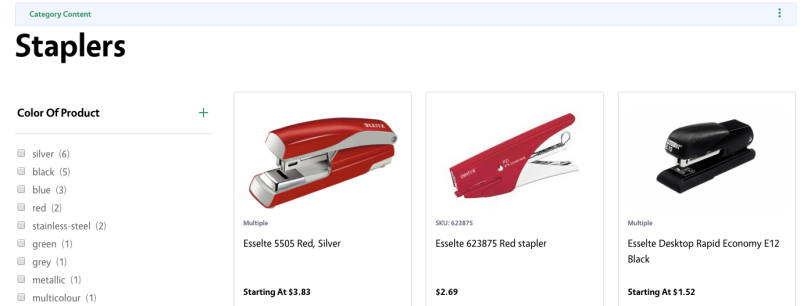 Category Content
Staplers
Color Of Product
silver (6)
black (5)
blue (3)
red (2)
stainless-steel (2)
green (1)
grey (1)
metallic (1)
multicolour (1)
Multiple
Esselte 5505 Red, Silver
Starting At $3.83
SKU: 623875
Esselte 623875 Red stapler
$2.69
Multiple
Esselte Desktop Rapid Economy E12
Black
Starting At $1.52